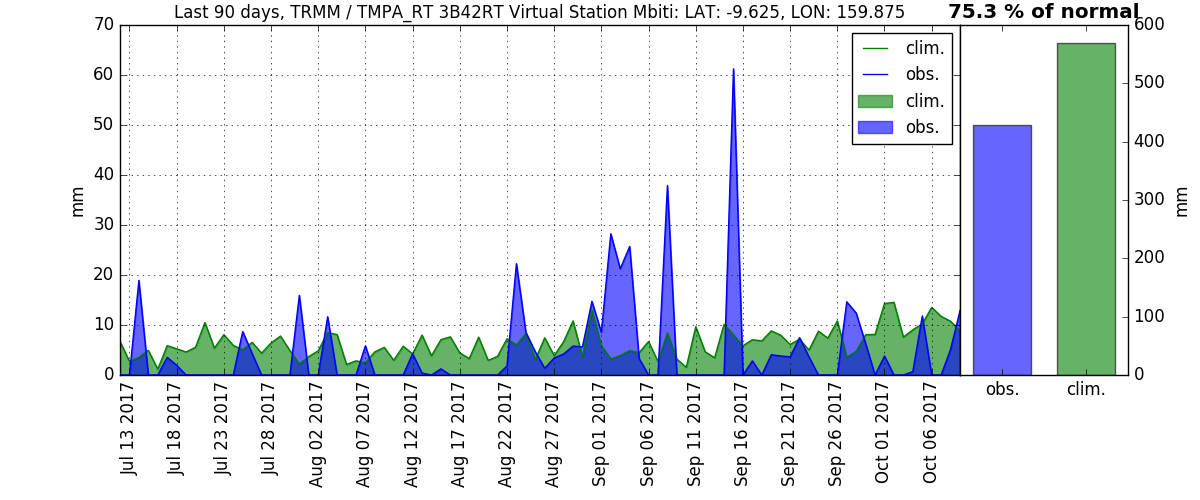 Last 90 days, TRMM / TMPA_RT 3B42RT Virtual Station Mbiti: LAT: -9.625, LON: 159.875
75.3 % of normal
70
60
50
40
30
20
10
0
mm
clim.
obs.
clim.
obs.
Jul 13 2017
Jul 18 2017
Jul 23 2017
Jul 28 2017
Aug 02 2017
Aug 07 2017
Aug 12 2017
Aug 17 2017
Aug 22 2017
Aug 27 2017
Sep 01 2017
Sep 06 2017
Sep 11 2017
Sep 16 2017
Sep 21 2017
Sep 26 2017
Oct 01 2017
Oct 06 2017
600
500
400
300
200
100
0
mm
obs.
clim.